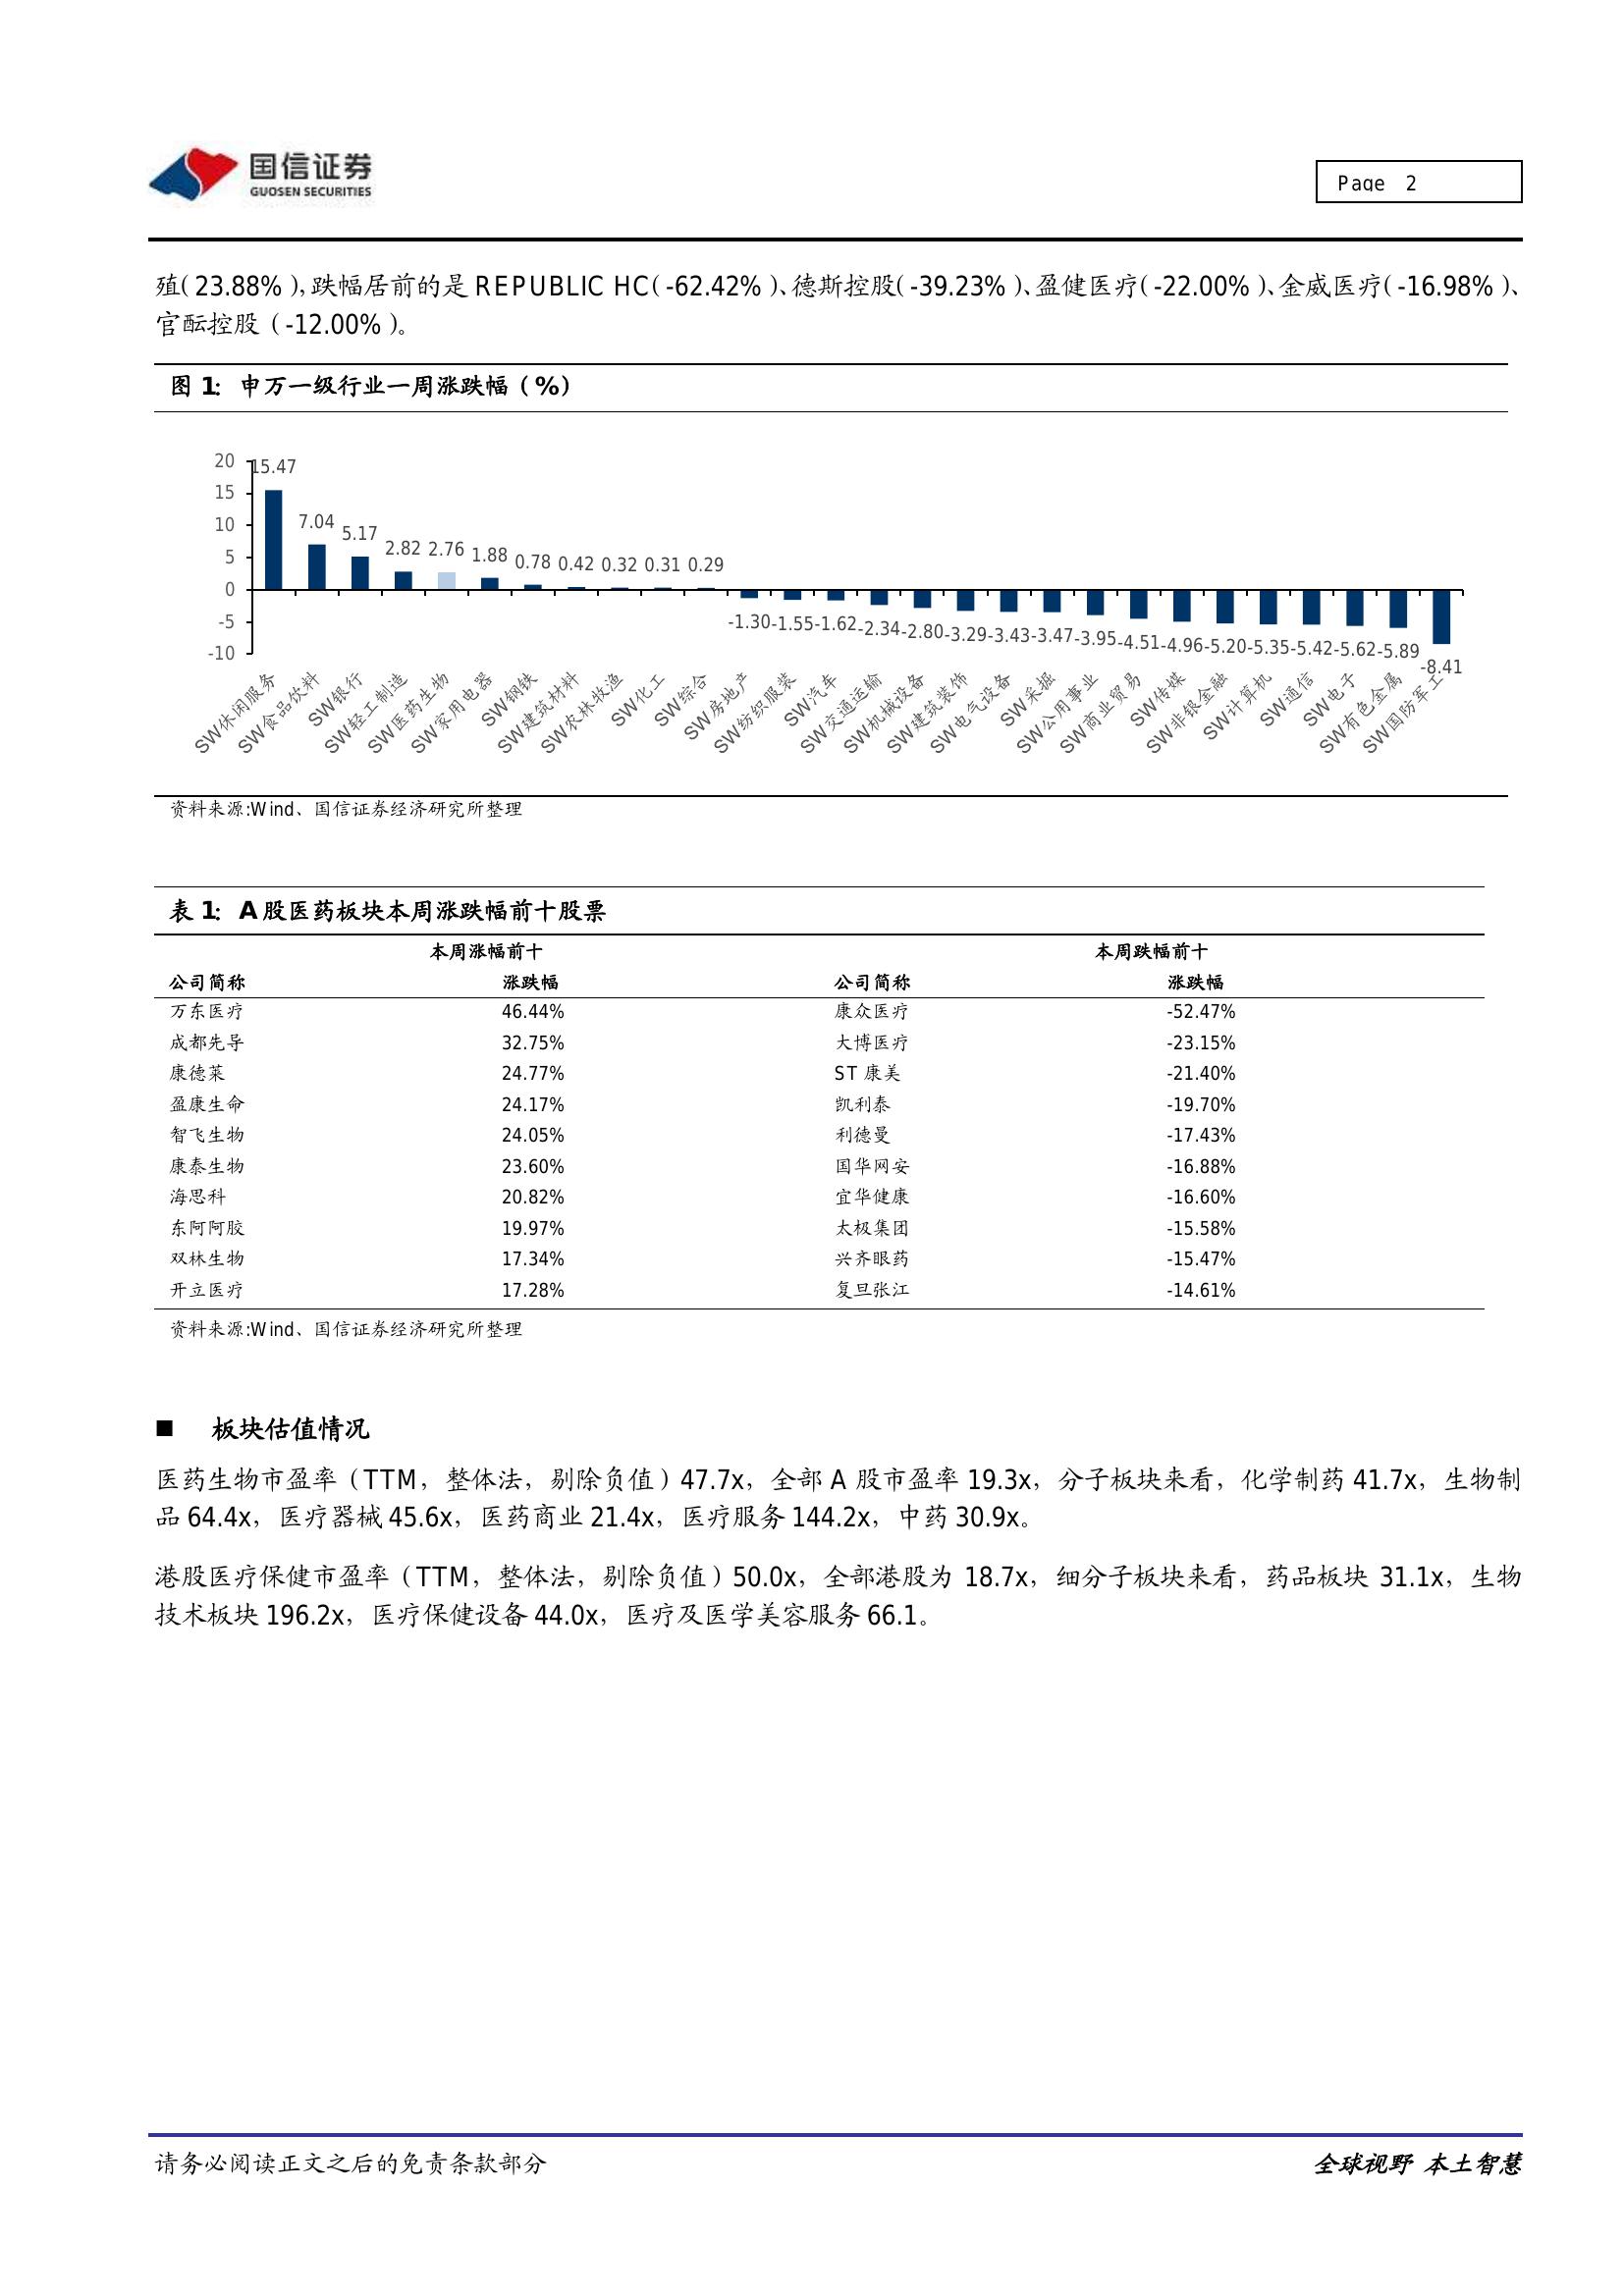 国信证券
GUOSEN SECURITIES
Page 2
殖(23.88%),跌幅居前的是 REPUBLIC HC(-62.42%)、德斯控股(-39.23%)、盈健医疗(-22.00%)、金威医疗(-16.98%)、
官酝控股(-12.00%)。
图 1: 申万一级行业一周涨跌幅(%)
20
15
10
5
0
-5
-10
15.47 7.04 5.17 2.82 2.76 1.88 0.78 0.42 0.32 0.31 0.29 -1.30 -1.55 -1.62 -2.34 -2.80 -3.29 -3.43 -3.47 -3.95 -4.51 -4.96 -5.20 -5.35 -5.42 -5.62 -5.89 -8.41
SW休闲服务 SW食品饮料 SW银行 SW轻工制造 SW医药生物 SW家用电器 SW钢铁 SW建筑材料 SW农林牧渔 SW化工 SW综合 SW房地产 SW纺织服装 SW汽车 SW交通运输 SW机械设备 SW建筑装饰 SW电气设备 SW采掘 SW公用事业 SW商业贸易 SW传媒 SW非银金融 SW计算机 SW通信 SW电子 SW有色金属 SW国防军工
资料来源:Wind、国信证券经济研究所整理
表 1: A 股医药板块本周涨跌幅前十股票
本周涨幅前十 本周跌幅前十
公司简称 涨跌幅 公司简称 涨跌幅
万东医疗 46.44% 康众医疗 -52.47%
成都先导 32.75% 大博医疗 -23.15%
康德莱 24.77% ST 康美 -21.40%
盈康生命 24.17% 凯利泰 -19.70%
智飞生物 24.05% 利德曼 -17.43%
康泰生物 23.60% 国华网安 -16.88%
海思科 20.82% 宜华健康 -16.60%
东阿阿胶 19.97% 太极集团 -15.58%
双林生物 17.34% 兴齐眼药 -15.47%
开立医疗 17.28% 复旦张江 -14.61%
资料来源:Wind、国信证券经济研究所整理
■ 板块估值情况
医药生物市盈率(TTM,整体法,剔除负值)47.7x,全部 A 股市盈率 19.3x,分子板块来看,化学制药 41.7x,生物制
品 64.4x,医疗器械 45.6x,医药商业 21.4x,医疗服务 144.2x,中药 30.9x。
港股医疗保健市盈率(TTM,整体法,剔除负值)50.0x,全部港股为 18.7x,细分子板块来看,药品板块 31.1x,生物
技术板块 196.2x,医疗保健设备 44.0x,医疗及医学美容服务 66.1。
请务必阅读正文之后的免责条款部分 全球视野 本土智慧